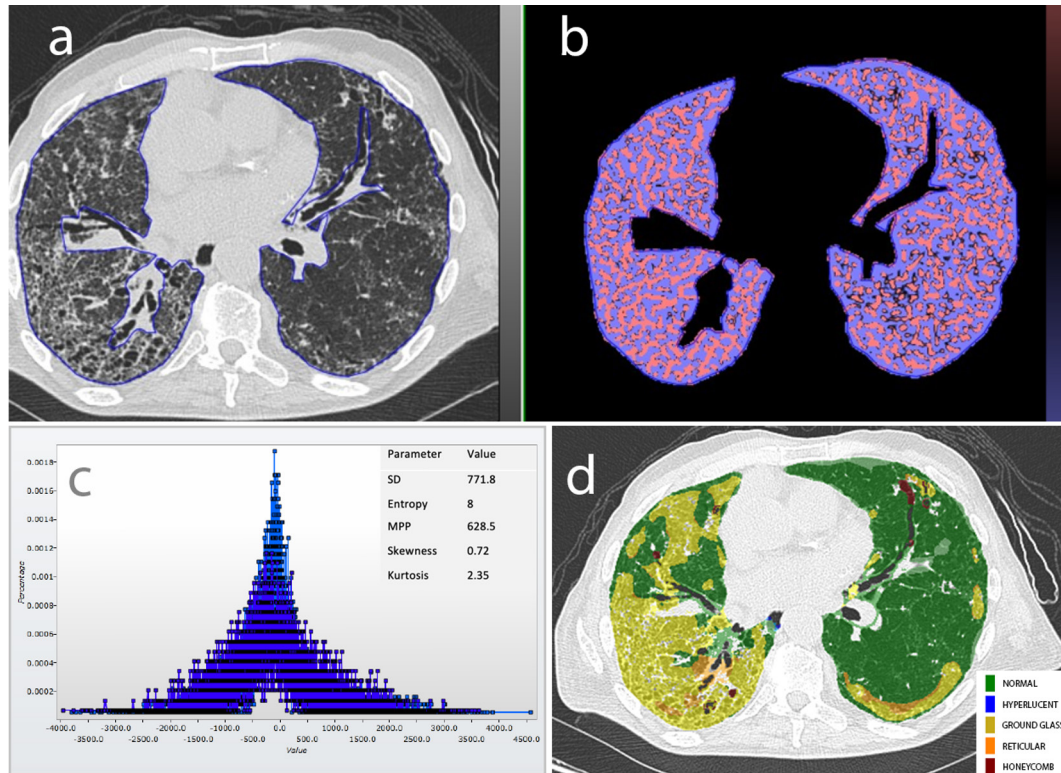 a
b
c
Parameter Value
SD 771.8
Entropy 8
MPP 628.5
Skewness 0.72
Kurtosis 2.35
Percentage
0.0018
0.0016
0.0014
0.0012
0.001
0.0008
0.0006
0.0004
0.0002
-4000.0 -3000.0 -2000.0 -1000.0 0.0 1000.0 2000.0 3000.0 4000.0
-3500.0 -2500.0 -1500.0 -500.0 500.0 1500.0 2500.0 3500.0 4500.0
Value
d
NORMAL
HYPERLUCENT
GROUND GLASS
RETICULAR
HONEYCOMB